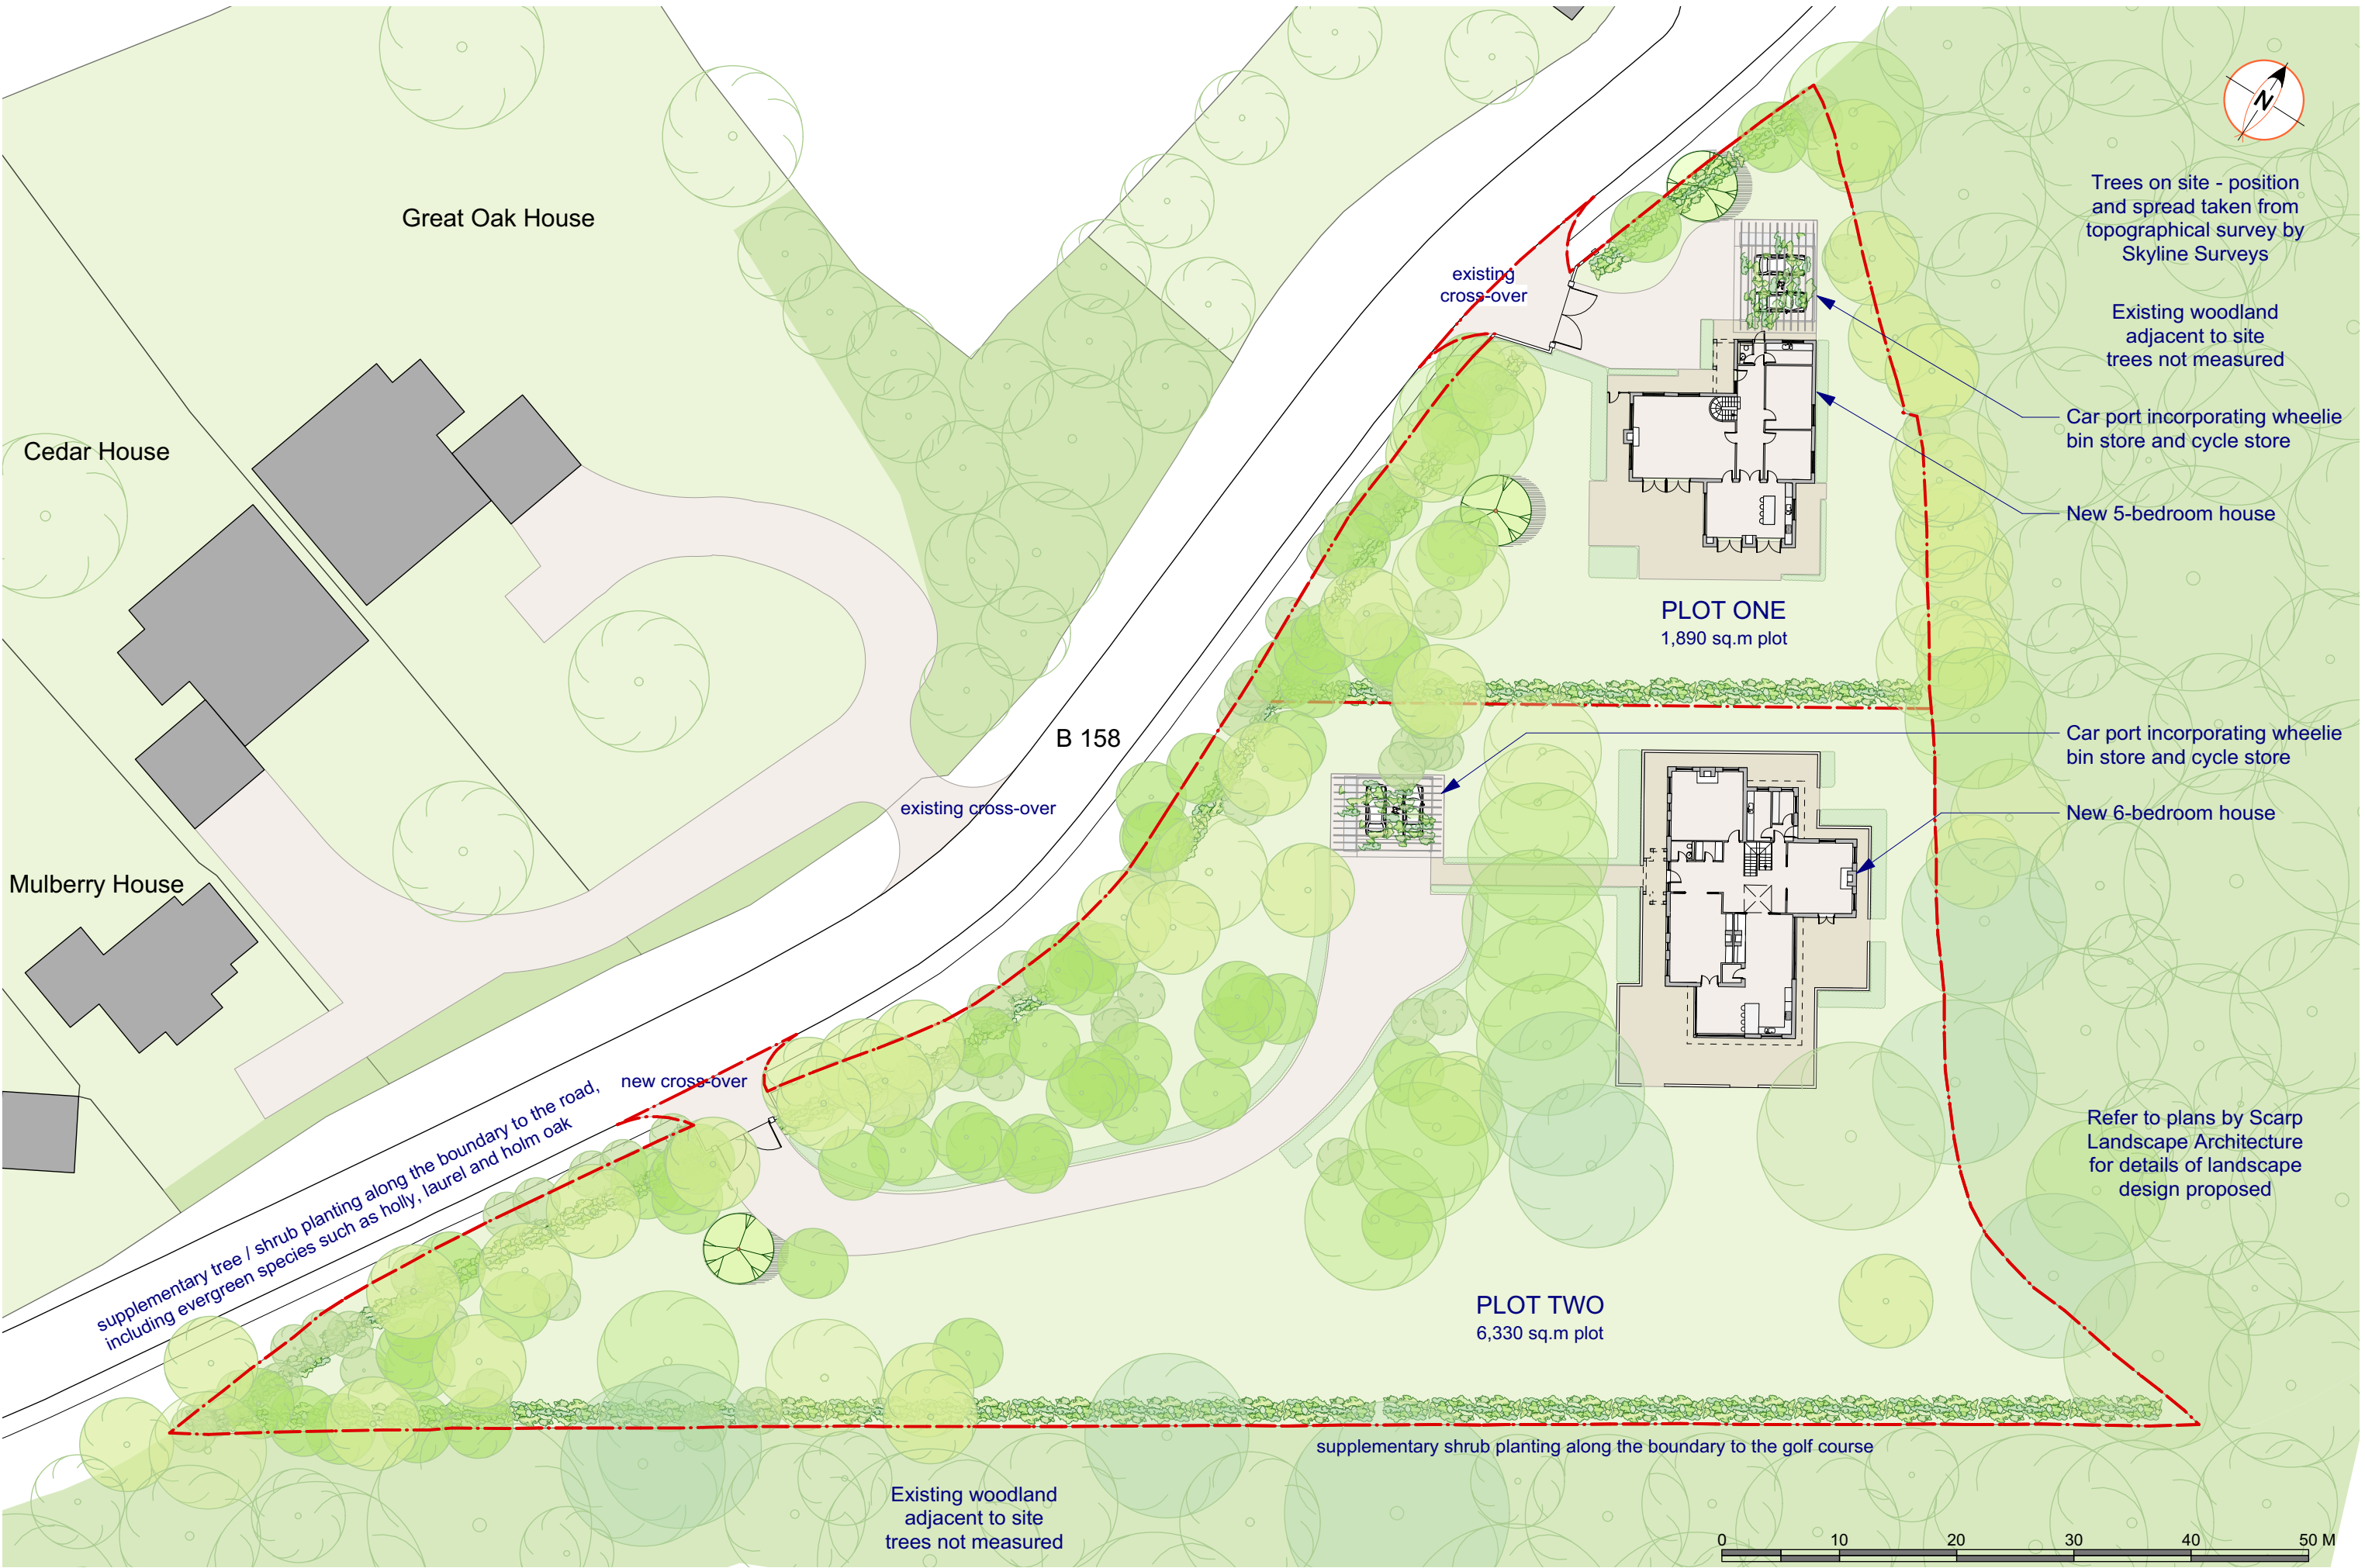 N
Great Oak House
Trees on site - position
and spread taken from
topographical survey by
Skyline Surveys
existing
cross-over
Existing woodland
adjacent to site
trees not measured
Cedar House
Car port incorporating wheelie
bin store and cycle store
New 5-bedroom house
PLOT ONE
1,890 sq.m plot
B 158
Car port incorporating wheelie
bin store and cycle store
existing cross-over
New 6-bedroom house
Mulberry House
new cross-over
supplementary tree / shrub planting along the boundary to the road,
including evergreen species such as holly, laurel and holm oak
Refer to plans by Scarp
Landscape Architecture
for details of landscape
design proposed
PLOT TWO
6,330 sq.m plot
supplementary shrub planting along the boundary to the golf course
Existing woodland
adjacent to site
trees not measured
0 10 20 30 40 50 M